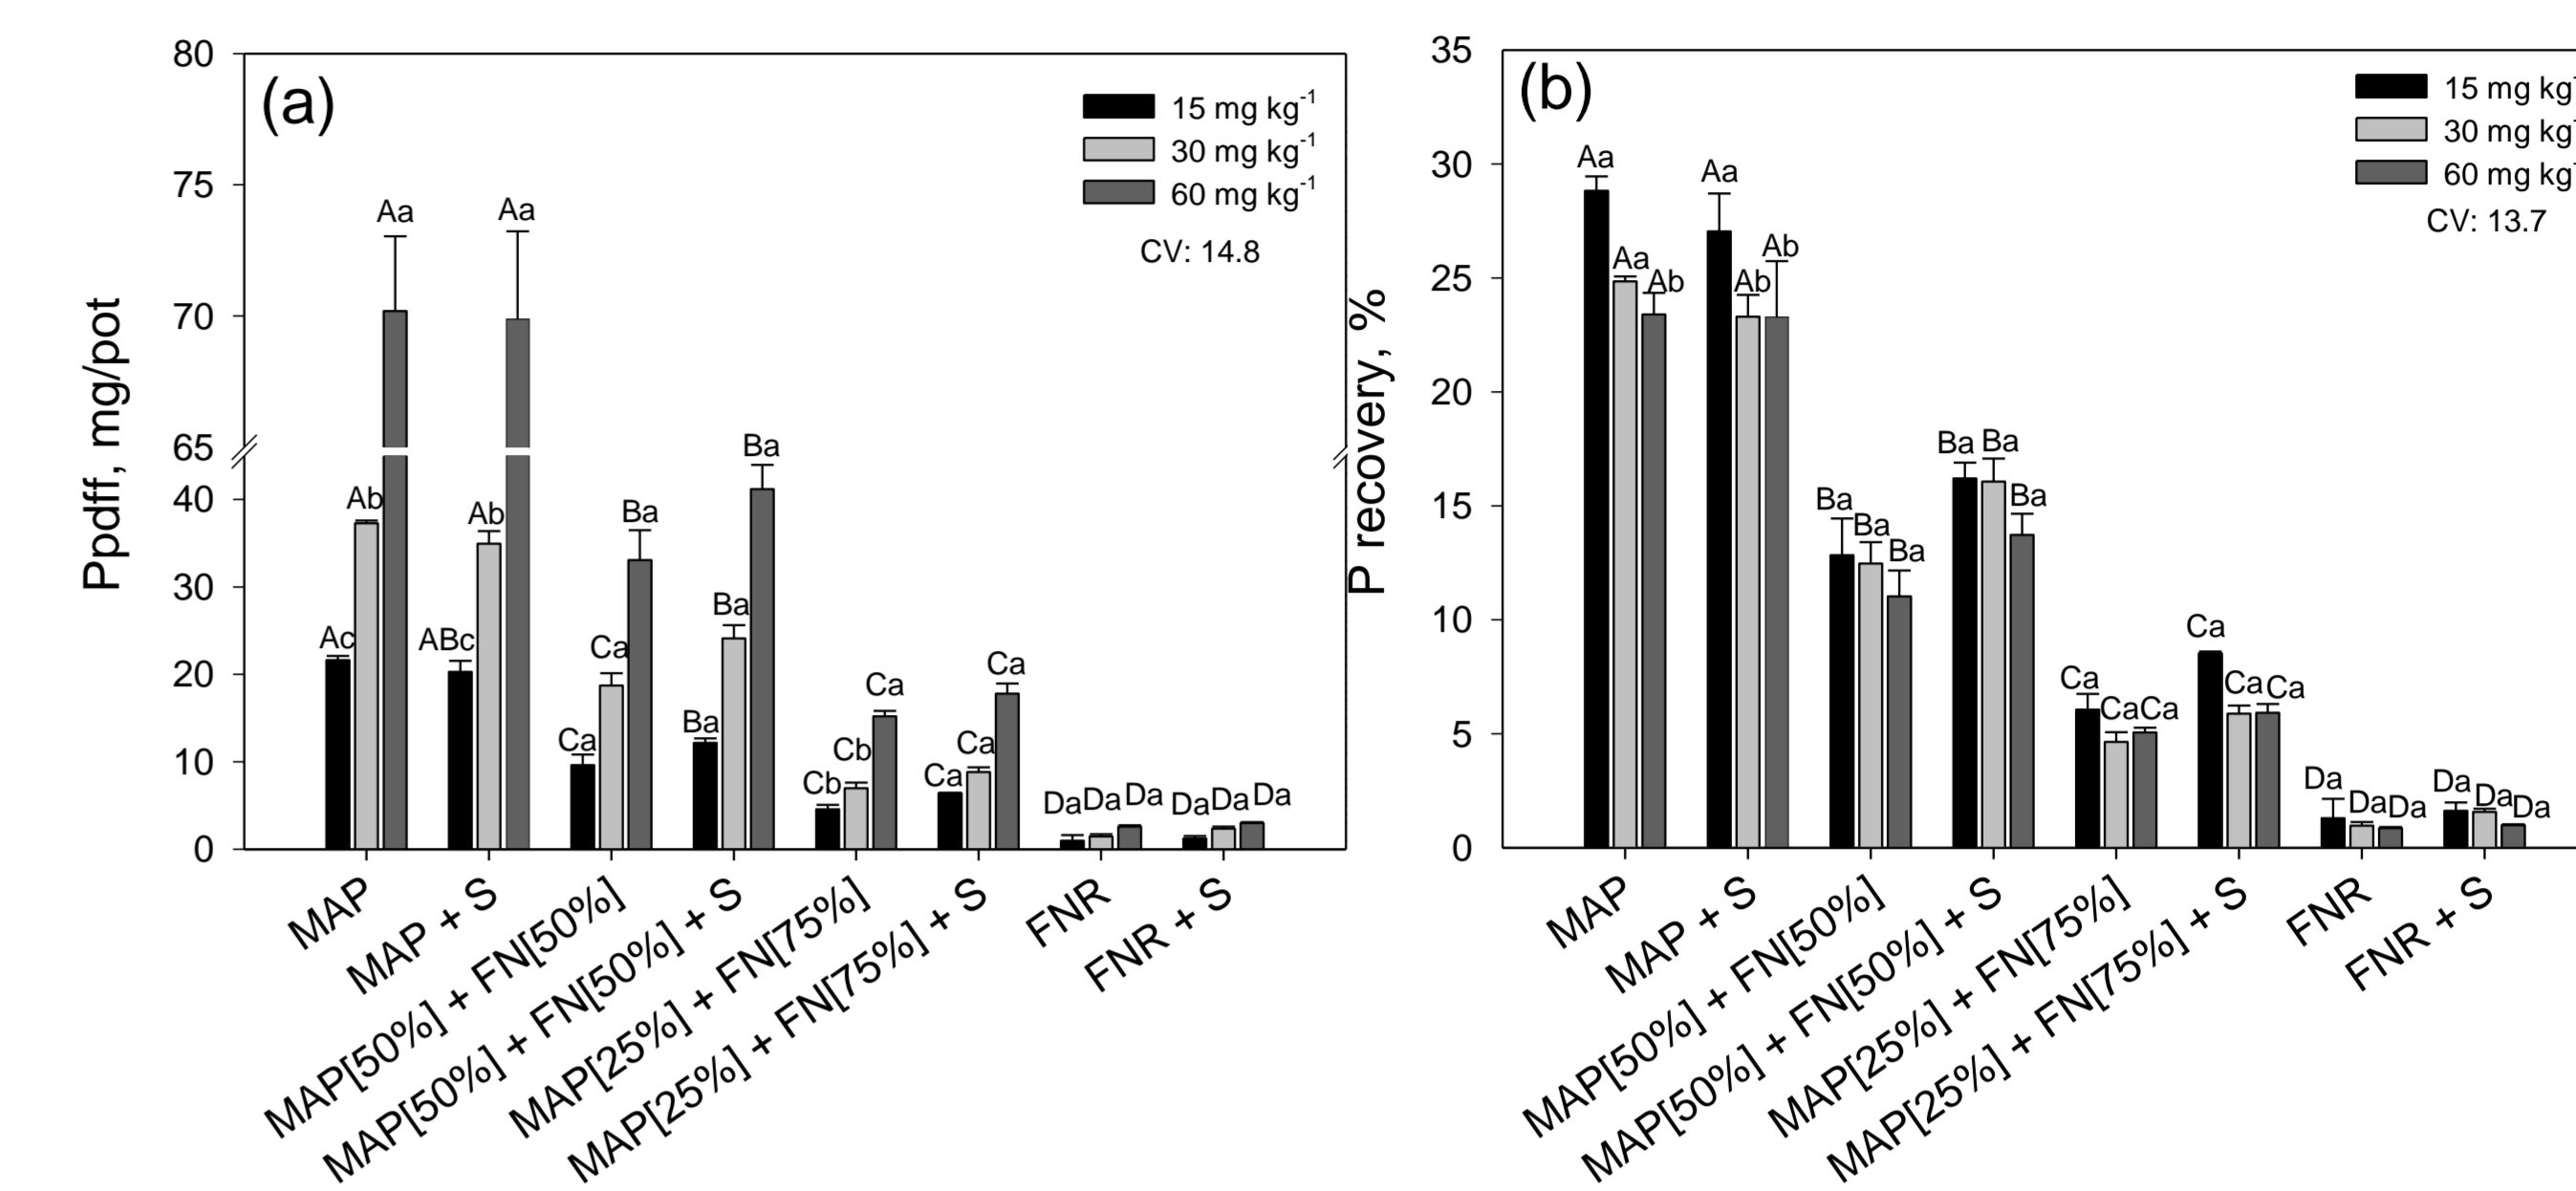 (a)
80
75
70
65
40
30
20
10
0
Ppdff, mg/pot
15 mg kg-1
30 mg kg-1
60 mg kg-1
CV: 14.8
Ac
Ab
Aa
ABc
Ab
Aa
Ca
Ca
Ba
Ba
Ba
Ba
Cb
Cb
Ca
Ca
Ca
Ca
Da
Da
Da
Da
Da
Da
MAP
MAP + S
MAP[50%] + FN[50%]
MAP[50%] + FN[50%] + S
MAP[25%] + FN[75%]
MAP[25%] + FN[75%] + S
FNR
FNR + S
(b)
35
30
25
20
15
10
5
0
P recovery, %
15 mg kg
30 mg kg
60 mg kg
CV: 13.7
Aa
Aa
Ab
Aa
Ab
Ab
Ba
Ba
Ba
Ba
Ba
Ba
Ca
Ca
Ca
Ca
Ca
Ca
Da
Da
Da
Da
Da
Da
MAP
MAP + S
MAP[50%] + FN[50%]
MAP[50%] + FN[50%] + S
MAP[25%] + FN[75%]
MAP[25%] + FN[75%] + S
FNR
FNR + S